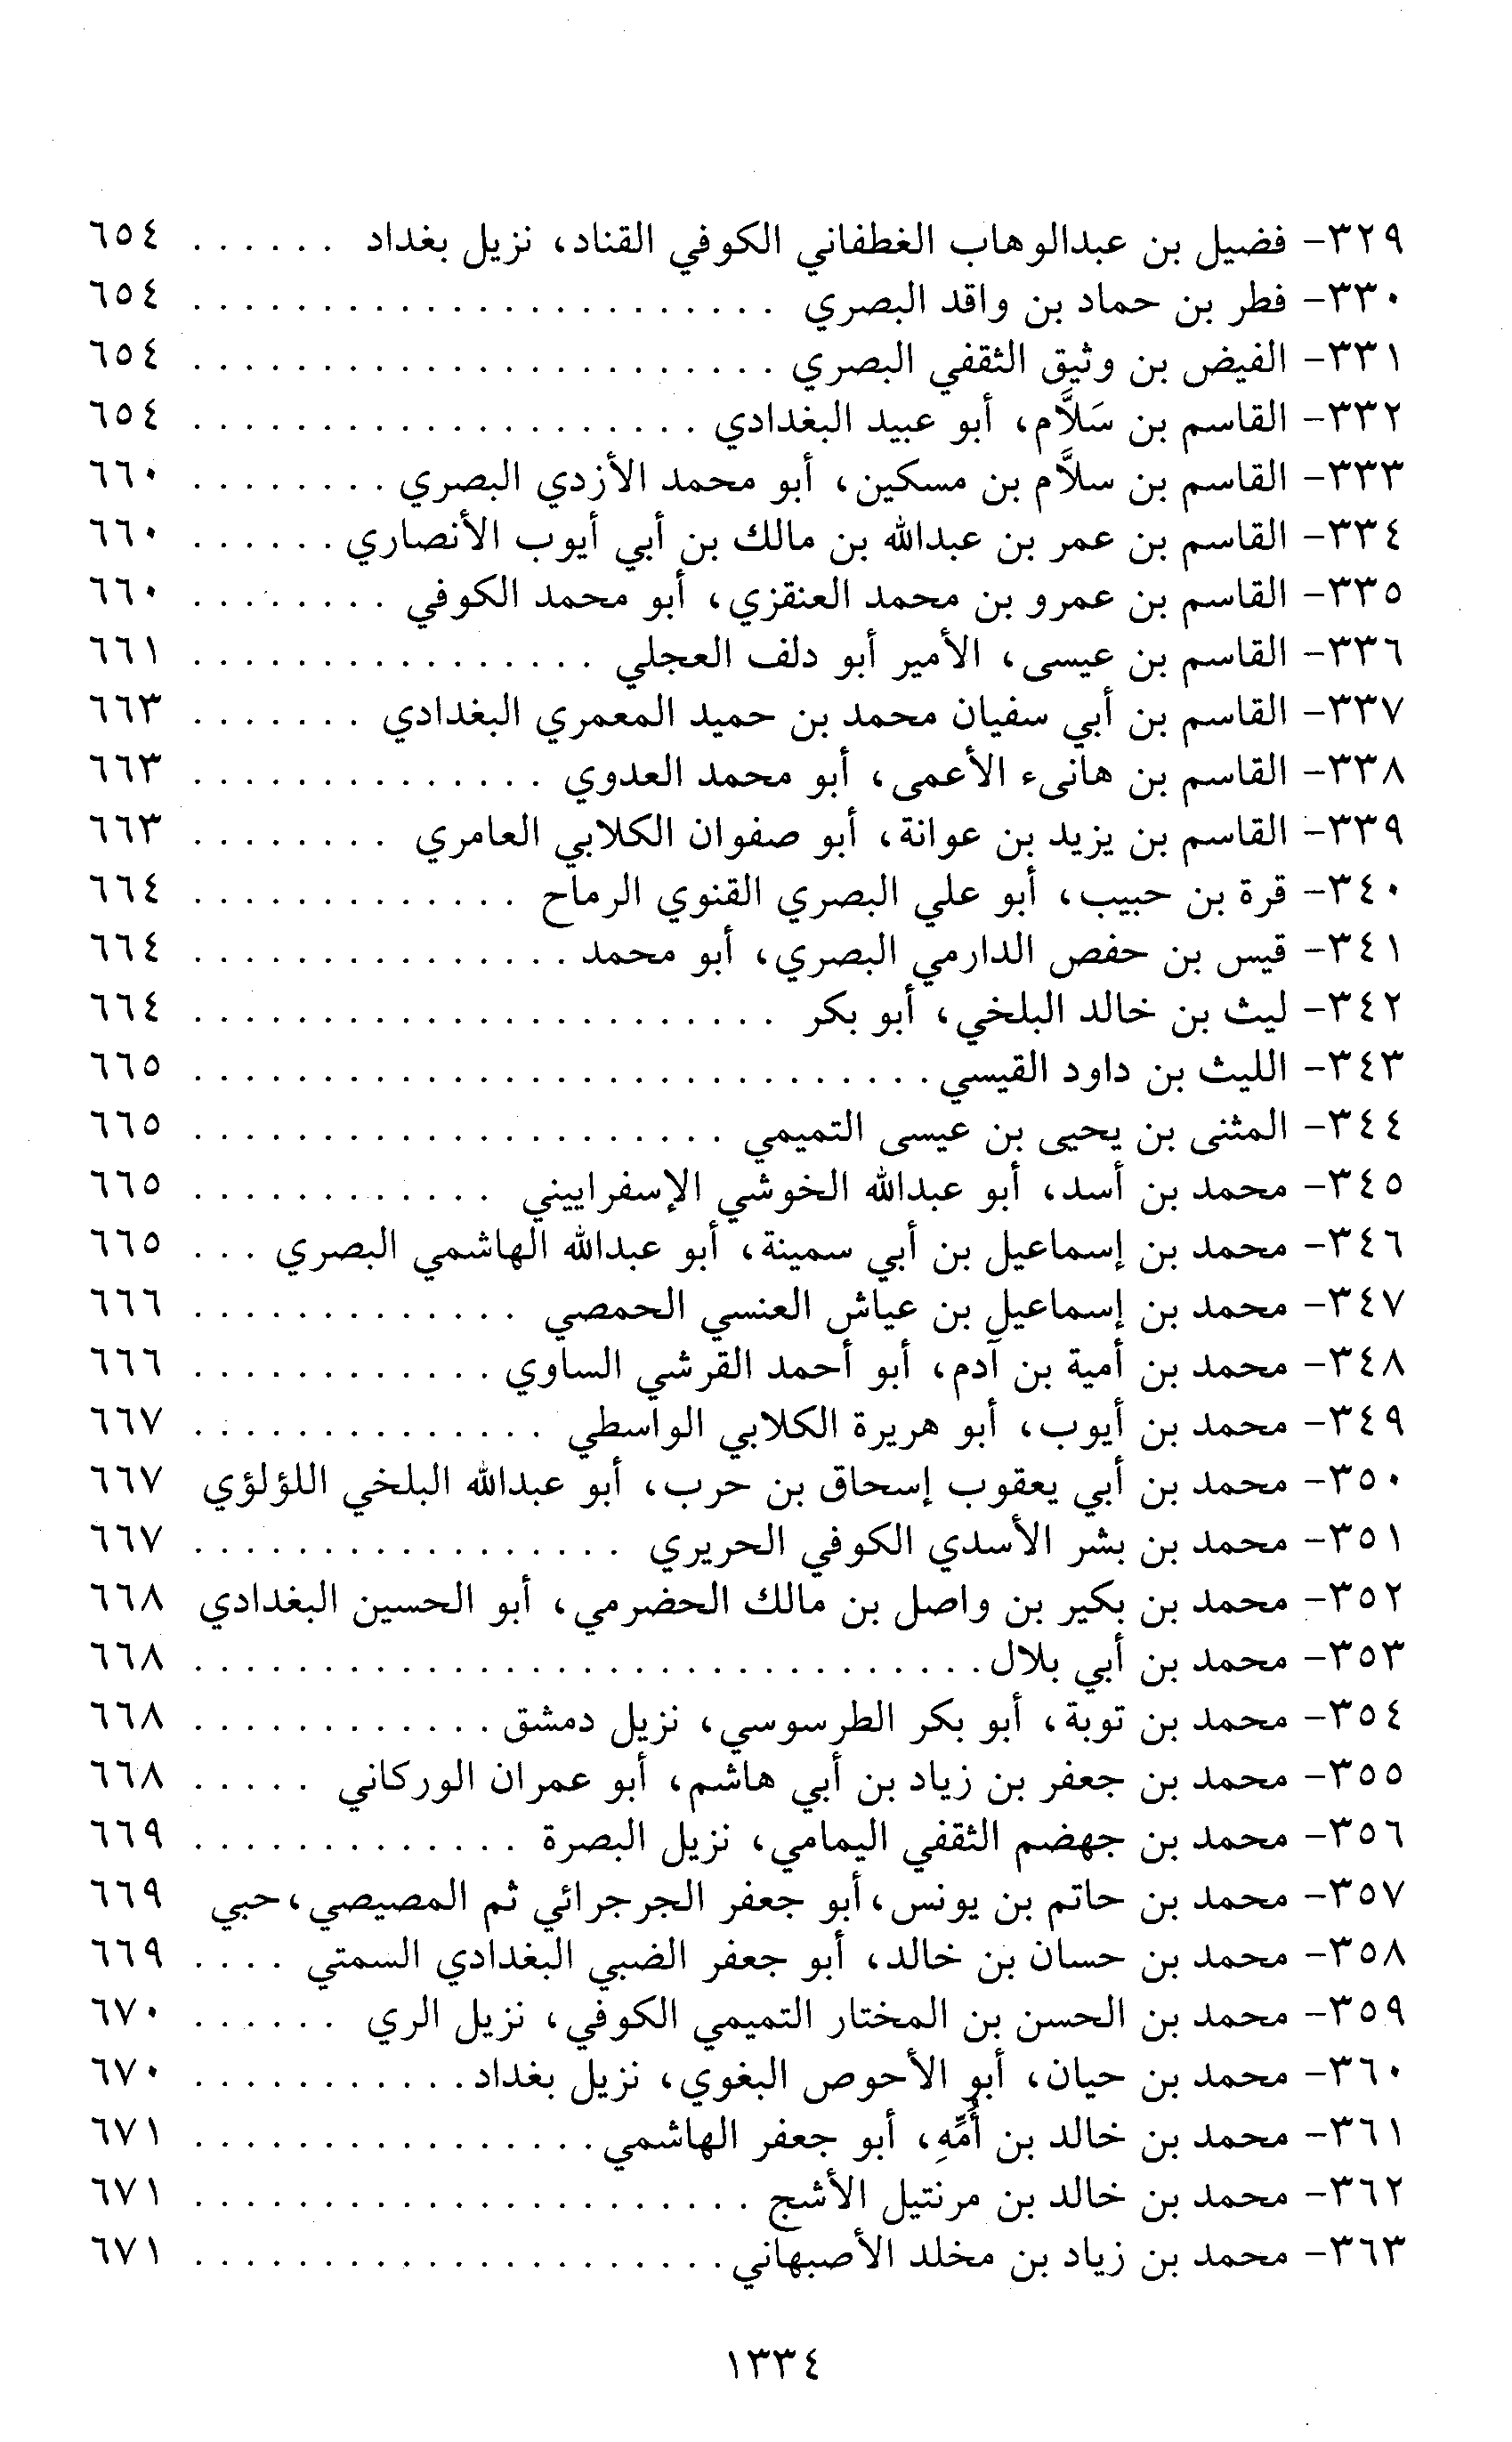 ٣٢٩- فضيل بن عبدالوهاب الغطفاني الكوفي القناد، نزيل بغداد . . . . . . ٦٥٤
٣٣٠- فطر بن حماد بن واقد البصري . . . . . . . . . . . . . . . . . . . . . . . ٦٥٤
٣٣١- الفيض بن وثيق الثقفي البصري . . . . . . . . . . . . . . . . . . . . . . . ٦٥٤
٣٣٢- القاسم بن سَلاَّم، أبو عبيد البغدادي . . . . . . . . . . . . . . . . . . . . ٦٥٤
٣٣٣- القاسم بن سلاَّم بن مسكين، أبو محمد الأزدي البصري . . . . . . . . ٦٦٠
٣٣٤- القاسم بن عمر بن عبدالله بن مالك بن أبي أيوب الأنصاري . . . . . . ٦٦٠
٣٣٥- القاسم بن عمرو بن محمد العنقزي، أبو محمد الكوفي . . . . . . . . ٦٦٠
٣٣٦- القاسم بن عيسى، الأمير أبو دلف العجلي . . . . . . . . . . . . . . . . ٦٦١
٣٣٧- القاسم بن أبي سفيان محمد بن حميد المعمري البغدادي . . . . . . . ٦٦٣
٣٣٨- القاسم بن هانىء الأعمى، أبو محمد العدوي . . . . . . . . . . . . . . ٦٦٣
٣٣٩- القاسم بن يزيد بن عوانة، أبو صفوان الكلابي العامري . . . . . . . . ٦٦٣
٣٤٠- قرة بن حبيب، أبو علي البصري القنوي الرماح . . . . . . . . . . . . . ٦٦٤
٣٤١- قيس بن حفص الدارمي البصري، أبو محمد . . . . . . . . . . . . . . . ٦٦٤
٣٤٢- ليث بن خالد البلخي، أبو بكر . . . . . . . . . . . . . . . . . . . . . . . ٦٦٤
٣٤٣- الليث بن داود القيسي . . . . . . . . . . . . . . . . . . . . . . . . . . . . . ٦٦٥
٣٤٤- المثنى بن يحيى بن عيسى التميمي . . . . . . . . . . . . . . . . . . . . . ٦٦٥
٣٤٥- محمد بن أسد، أبو عبدالله الخوشي الإسفراييني . . . . . . . . . . . . ٦٦٥
٣٤٦- محمد بن إسماعيل بن أبي سمينة، أبو عبدالله الهاشمي البصري . . . ٦٦٥
٣٤٧- محمد بن إسماعيل بن عياش العنسي الحمصي . . . . . . . . . . . . . ٦٦٦
٣٤٨- محمد بن أمية بن آدم، أبو أحمد القرشي الساوي . . . . . . . . . . . . ٦٦٦
٣٤٩- محمد بن أيوب، أبو هريرة الكلابي الواسطي . . . . . . . . . . . . . . ٦٦٧
٣٥٠- محمد بن أبي يعقوب إسحاق بن حرب، أبو عبدالله البلخي اللؤلؤي ٦٦٧
٣٥١- محمد بن بشر الأسدي الكوفي الحريري . . . . . . . . . . . . . . . . . ٦٦٧
٣٥٢- محمد بن بكير بن واصل بن مالك الحضرمي، أبو الحسين البغدادي ٦٦٨
٣٥٣- محمد بن أبي بلال . . . . . . . . . . . . . . . . . . . . . . . . . . . . . . . ٦٦٨
٣٥٤- محمد بن توبة، أبو بكر الطرسوسي، نزيل دمشق . . . . . . . . . . . . ٦٦٨
٣٥٥- محمد بن جعفر بن زياد بن أبي هاشم، أبو عمران الوركاني . . . . . ٦٦٨
٣٥٦- محمد بن جهضم الثقفي اليمامي، نزيل البصرة . . . . . . . . . . . . . ٦٦٩
٣٥٧- محمد بن حاتم بن يونس،أبو جعفر الجرجرائي ثم المصيصي،حبي ٦٦٩
٣٥٨- محمد بن حسان بن خالد، أبو جعفر الضبي البغدادي السمتي . . . . ٦٦٩
٣٥٩- محمد بن الحسن بن المختار التميمي الكوفي، نزيل الري . . . . . . ٦٧٠
٣٦٠- محمد بن حيان، أبو الأحوص البغوي، نزيل بغداد . . . . . . . . . . . ٦٧٠
٣٦١- محمد بن خالد بن أُمِّهِ، أبو جعفر الهاشمي . . . . . . . . . . . . . . . . ٦٧١
٣٦٢- محمد بن خالد بن مرنتيل الأشج . . . . . . . . . . . . . . . . . . . . . . ٦٧١
٣٦٣- محمد بن زياد بن مخلد الأصبهاني . . . . . . . . . . . . . . . . . . . . . ٦٧١
١٣٣٤